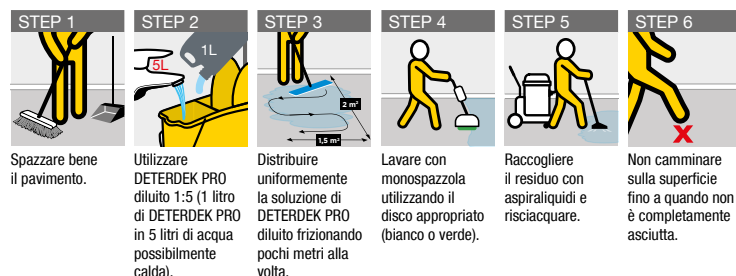 STEP 1
STEP 2
STEP 3
STEP 4
STEP 5
STEP 6
1L
5L
2 m²
1,5 m²
Spazzare bene
il pavimento.
Utilizzare
DETERDEK PRO
diluito 1:5 (1 litro
di DETERDEK PRO
in 5 litri di acqua
possibilmente
calda).
Distribuire
uniformemente
la soluzione di
DETERDEK PRO
diluito frizionando
pochi metri alla
volta.
Lavare con
monospazzola
utilizzando il
disco appropriato
(bianco o verde).
Raccogliere
il residuo con
aspiraliquidi e
risciacquare.
Non camminare
sulla superficie
fino a quando non
è completamente
asciutta.